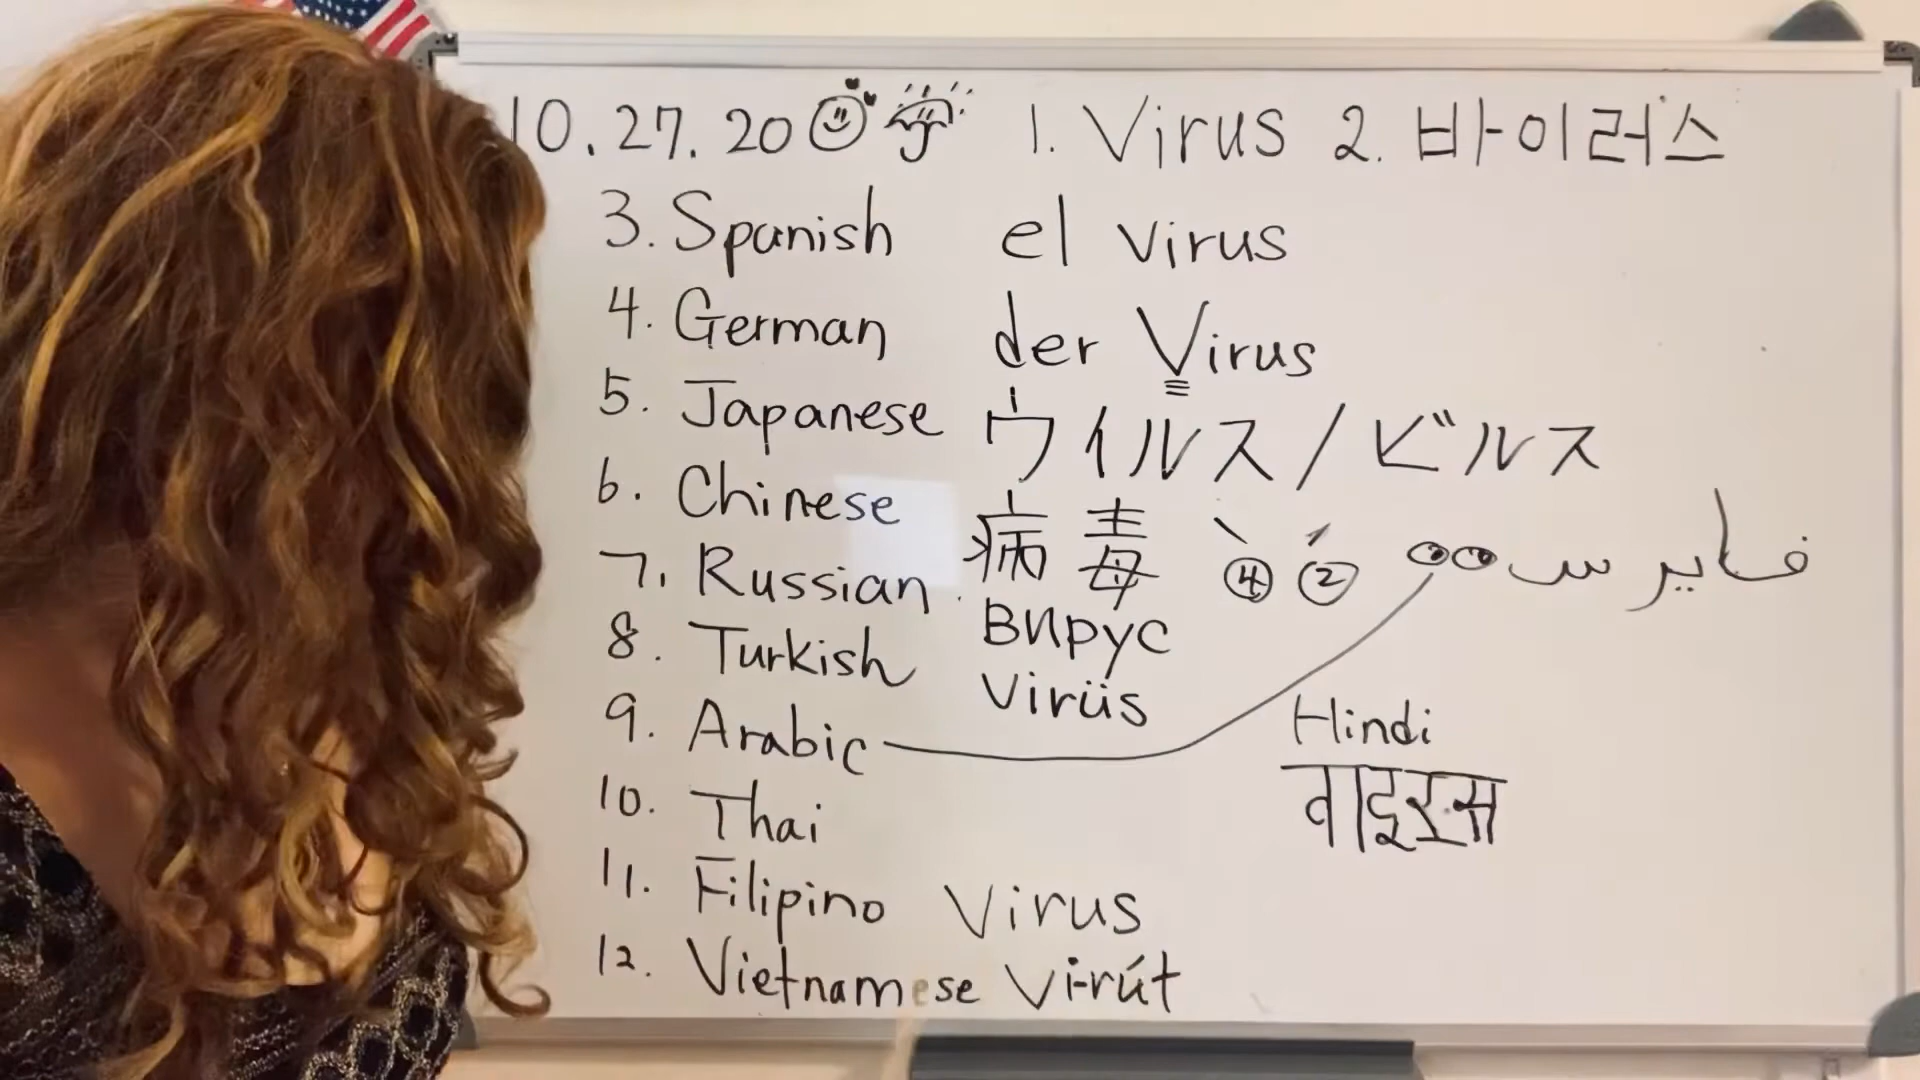 10.27.20 1. Virus 2. 바이러스
3. Spanish el virus
4. German der Virus
5. Japanese ウイルス/ビルス
6. Chinese 病毒 ④ ② فايرس
7. Russian вирус
8. Turkish virüs
9. Arabic
Hindi
वाइरस
10. Thai
11. Filipino Virus
12. Vietnamese Vi-rút